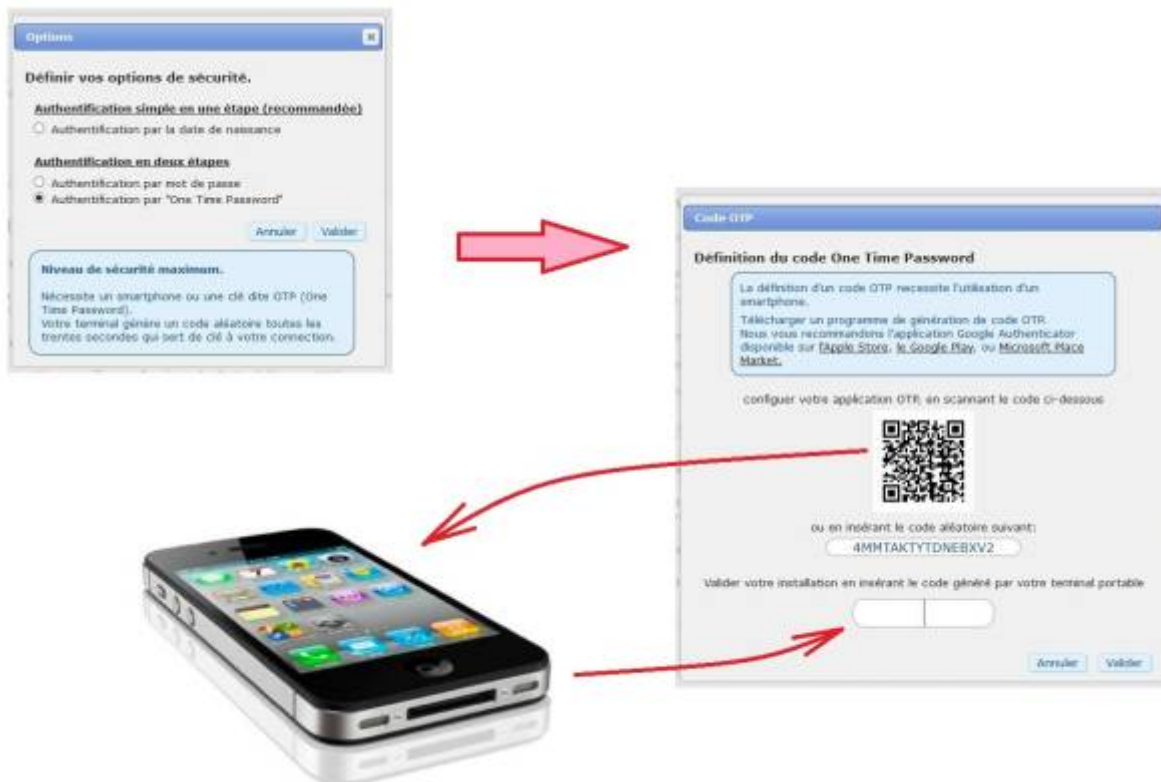 Options
Définir vos options de sécurité.
Authentification simple en une étape (recommandée)
Authentification par la date de naissance
Authentification en deux étapes
Authentification par mot de passe
Authentification par "One Time Password"
Annuler Valider
Niveau de sécurité maximum.
Nécessite un smartphone ou une clé dite OTP (One
Time Password).
Votre terminal génère un code aléatoire toutes les
trentes secondes qui sert de clé à votre connection.
Code OTP
Définition du code One Time Password
La définition d'un code OTP necessite l'utilisation d'un
smartphone.
Télécharger un programme de génération de code OTP.
Nous vous recommandons l'application Google Authenticator
disponible sur l'Apple Store, le Google Play, ou Microsoft Place
Market.
configuer votre application OTP, en scannant le code ci-dessous
ou en insérant le code aléatoire suivant:
4MMTAKTYTDNEBXV2
Valider votre installation en insérant le code généré par votre terminal portable
Annuler Valider